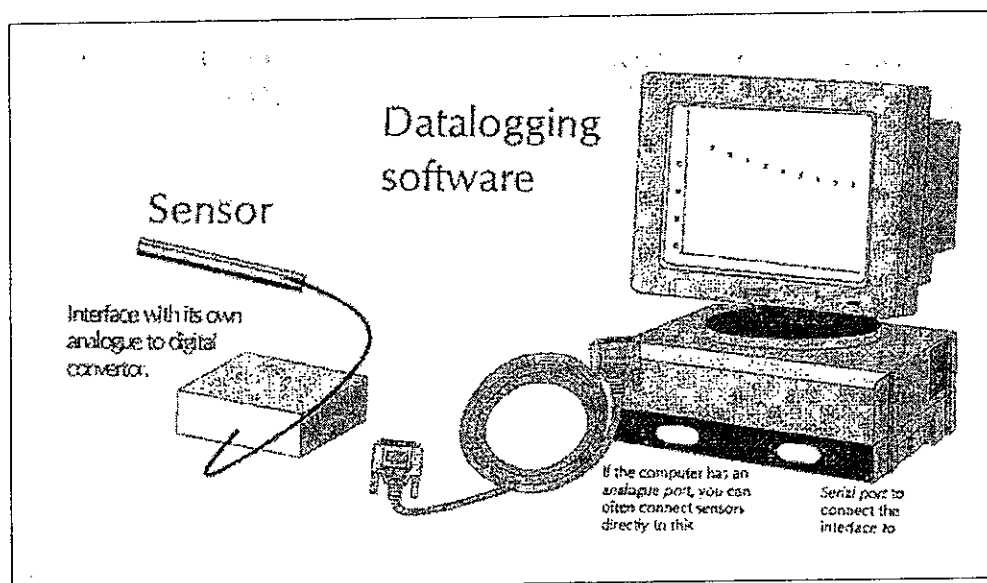 Datalogging
software
Sensor
Interface with its own
analogue to digital
convertor.
If the computer has an
analogue port, you can
often connect sensors
directly to this
Serial port to
connect the
interface to